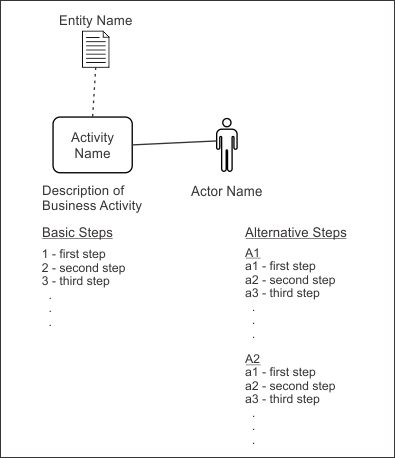 Entity Name
Activity
Name
Description of
Business Activity
Actor Name
Basic Steps
1 - first step
2 - second step
3 - third step
.
.
.
Alternative Steps
A1
a1 - first step
a2 - second step
a3 - third step
.
.
.
A2
a1 - first step
a2 - second step
a3 - third step
.
.
.